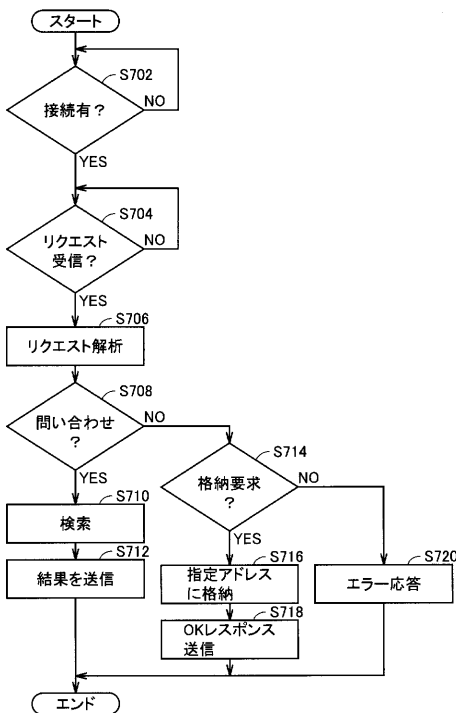 スタート
S702
接続有？
NO
YES
S704
リクエスト
受信？
NO
YES
S706
リクエスト解析
S708
問い合わせ
？
NO
YES
S714
格納要求
？
NO
YES
S710
検索
S712
結果を送信
S716
指定アドレス
に格納
S718
OKレスポンス
送信
S720
エラー応答
エンド